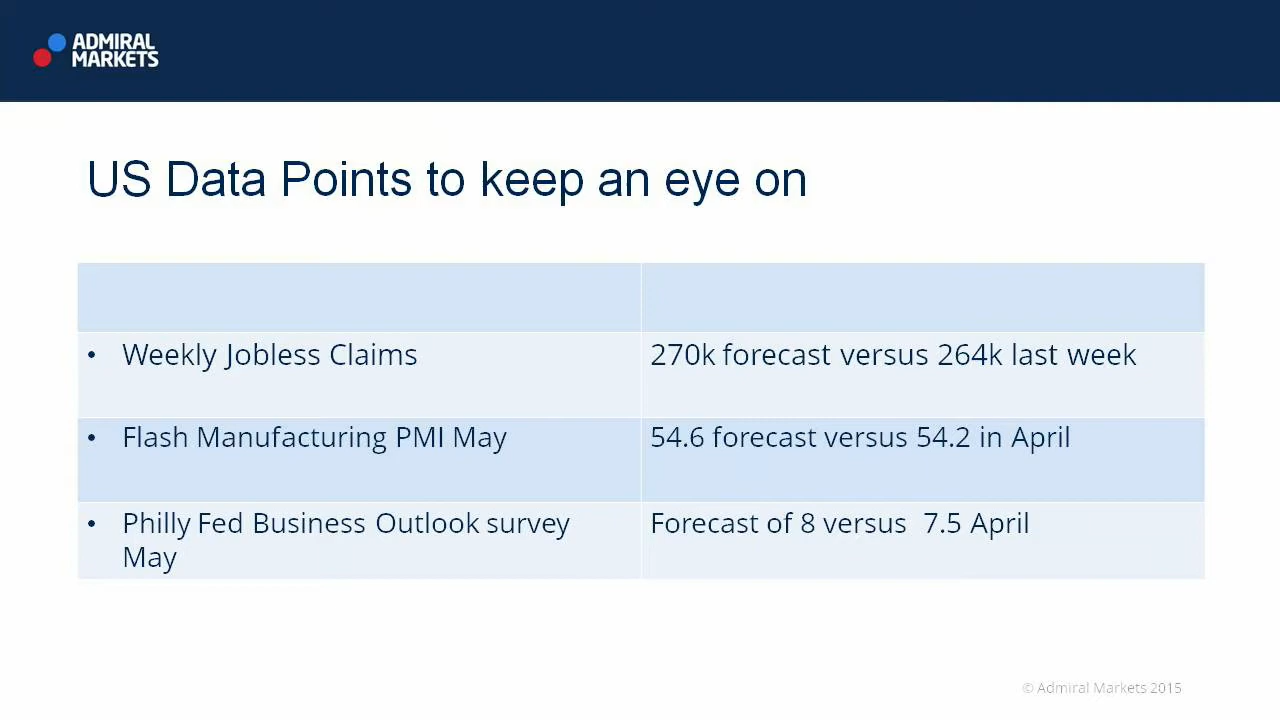 ADMIRAL
MARKETS
US Data Points to keep an eye on
• Weekly Jobless Claims
270k forecast versus 264k last week
• Flash Manufacturing PMI May
54.6 forecast versus 54.2 in April
• Philly Fed Business Outlook survey
May
Forecast of 8 versus  7.5 April
© Admiral Markets 2015